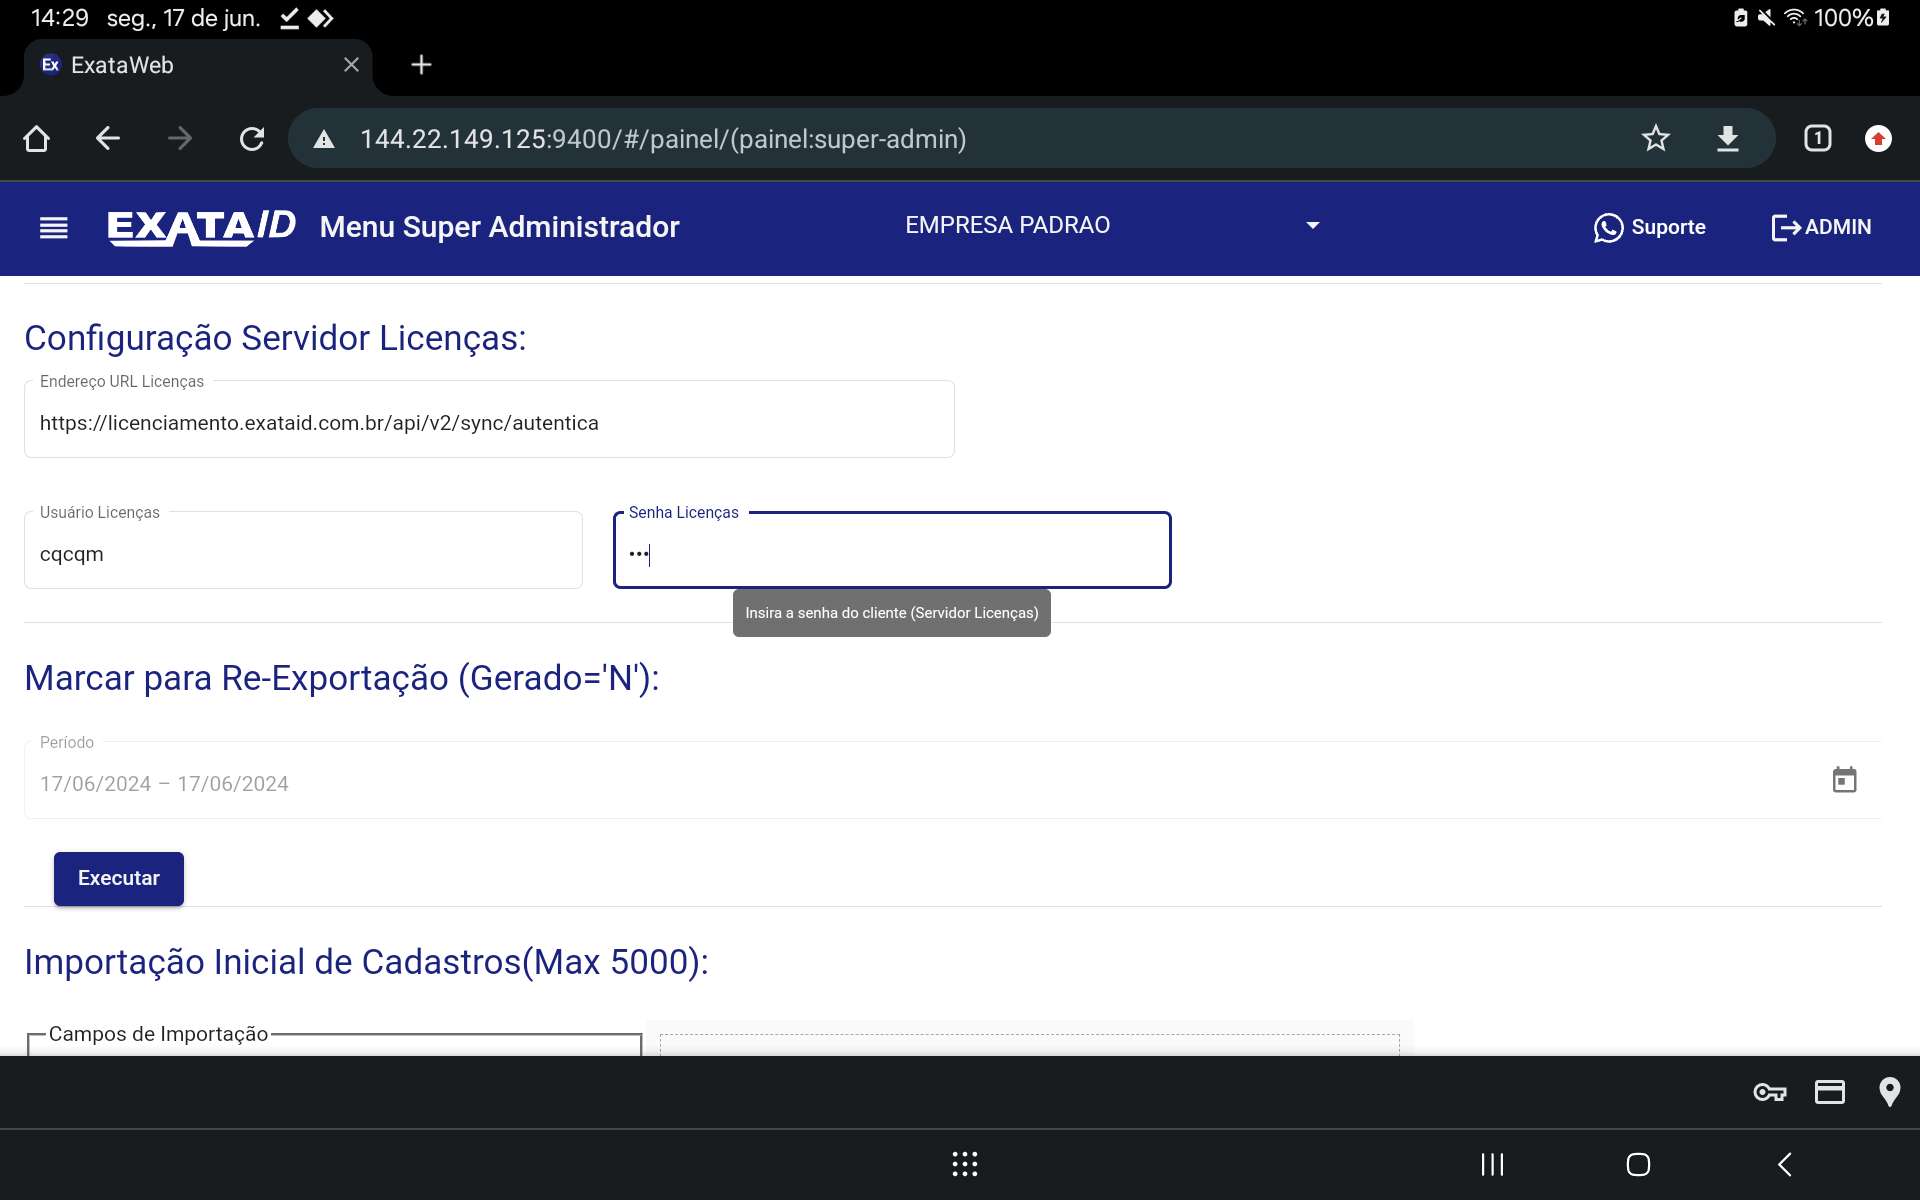 14:29 seg., 17 de jun. 100%
Ex ExataWeb
144.22.149.125:9400/#/painel/(painel:super-admin) 1
EXATAID Menu Super Administrador EMPRESA PADRAO Suporte ADMIN
Configuração Servidor Licenças:
Endereço URL Licenças
https://licenciamento.exataid.com.br/api/v2/sync/autentica
Usuário Licenças Senha Licenças
cqcqm •••
Insira a senha do cliente (Servidor Licenças)
Marcar para Re-Exportação (Gerado='N'):
Período
17/06/2024 – 17/06/2024
Executar
Importação Inicial de Cadastros(Max 5000):
Campos de Importação